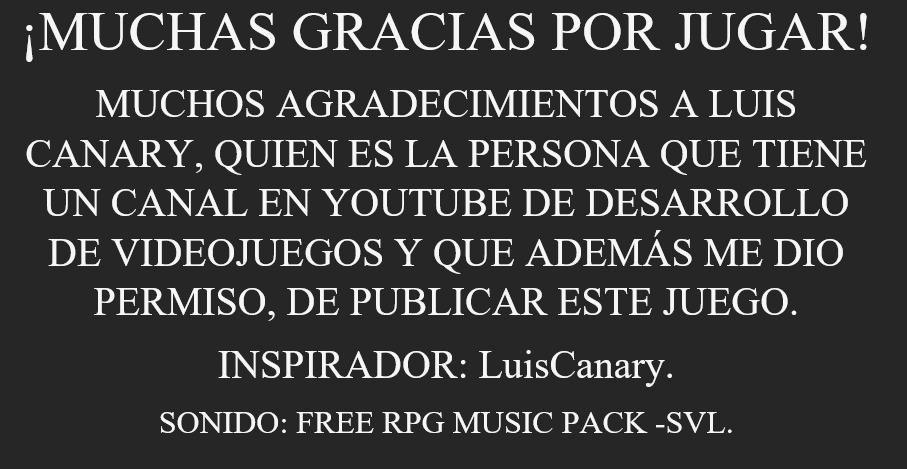 ¡MUCHAS GRACIAS POR JUGAR!
MUCHOS AGRADECIMIENTOS A LUIS
CANARY, QUIEN ES LA PERSONA QUE TIENE
UN CANAL EN YOUTUBE DE DESARROLLO
DE VIDEOJUEGOS Y QUE ADEMÁS ME DIO
PERMISO, DE PUBLICAR ESTE JUEGO.
INSPIRADOR: LuisCanary.
SONIDO: FREE RPG MUSIC PACK -SVL.